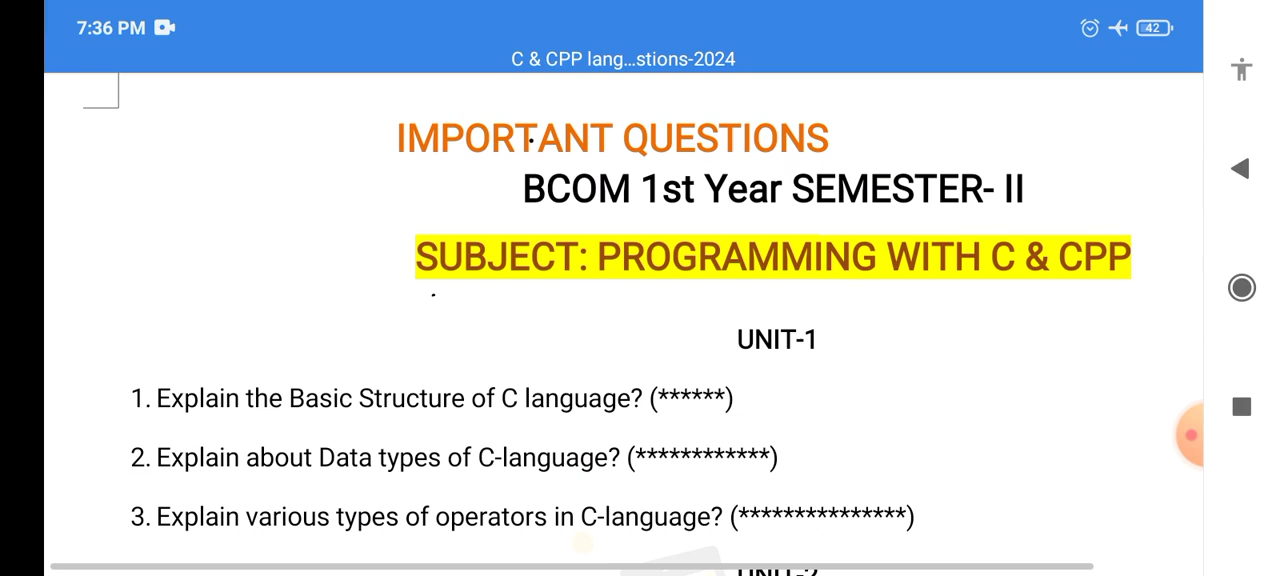 7:36 PM
42
C & CPP lang...stions-2024
IMPORTANT QUESTIONS
BCOM 1st Year SEMESTER- II
SUBJECT: PROGRAMMING WITH C & CPP
UNIT-1
1. Explain the Basic Structure of C language? (******)
2. Explain about Data types of C-language? (************)
3. Explain various types of operators in C-language? (***************)
UNIT-2